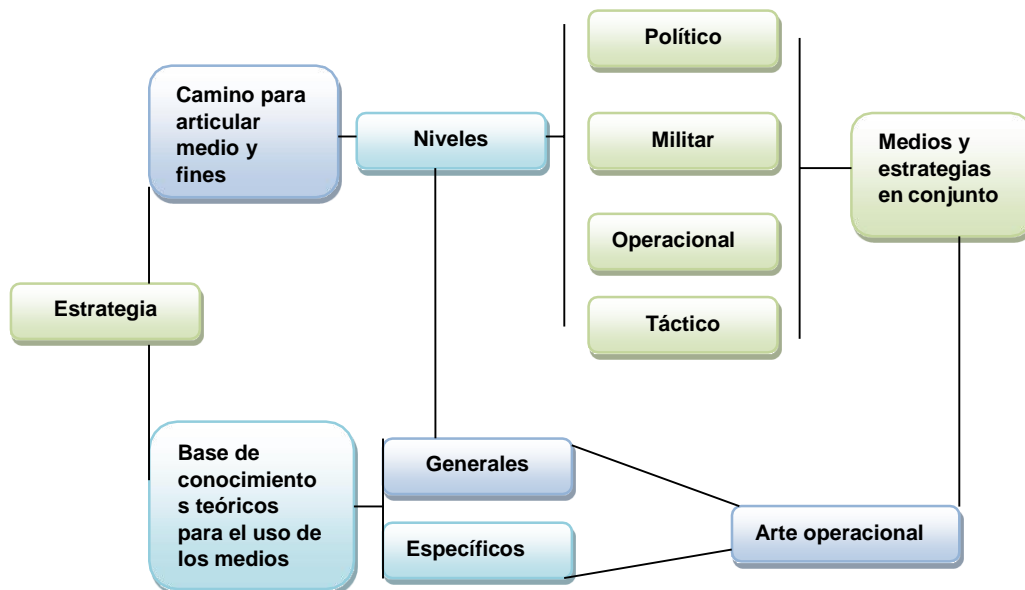 Político
Camino para
articular
medio y
fines
Niveles
Militar
Medios y
estrategias
en conjunto
Operacional
Estrategia
Táctico
Base de
conocimiento
s teóricos
para el uso de
los medios
Generales
Específicos
Arte operacional